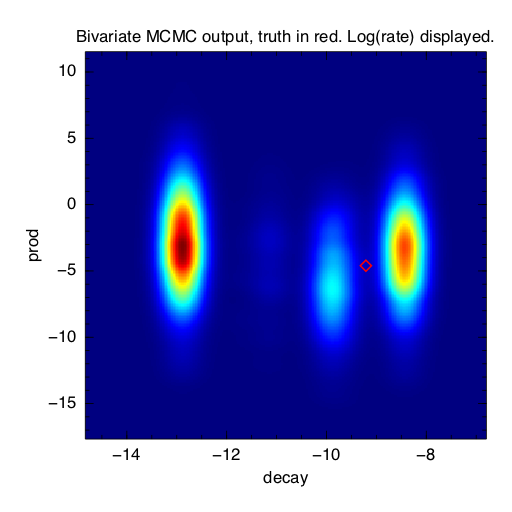 Bivariate MCMC output, truth in red. Log(rate) displayed.
10
5
0
−5
−10
−15
prod
−14 −12 −10 −8
decay